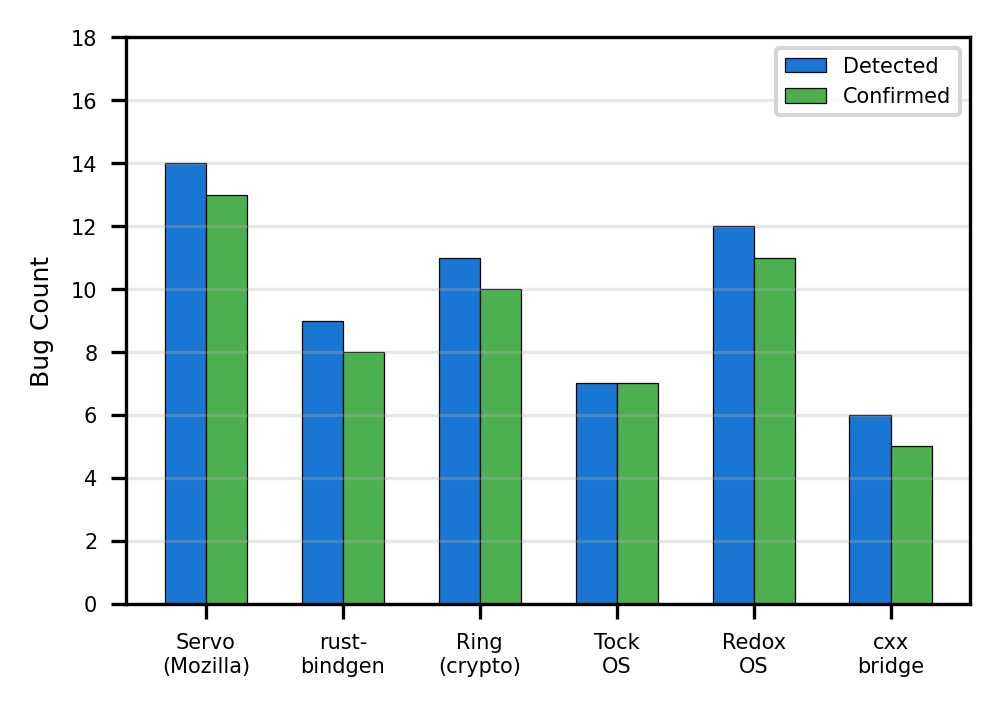 18
16
14
12
10
8
6
4
2
0
Bug Count
Detected
Confirmed
Servo
(Mozilla)
rust-
bindgen
Ring
(crypto)
Tock
OS
Redox
OS
cxx
bridge